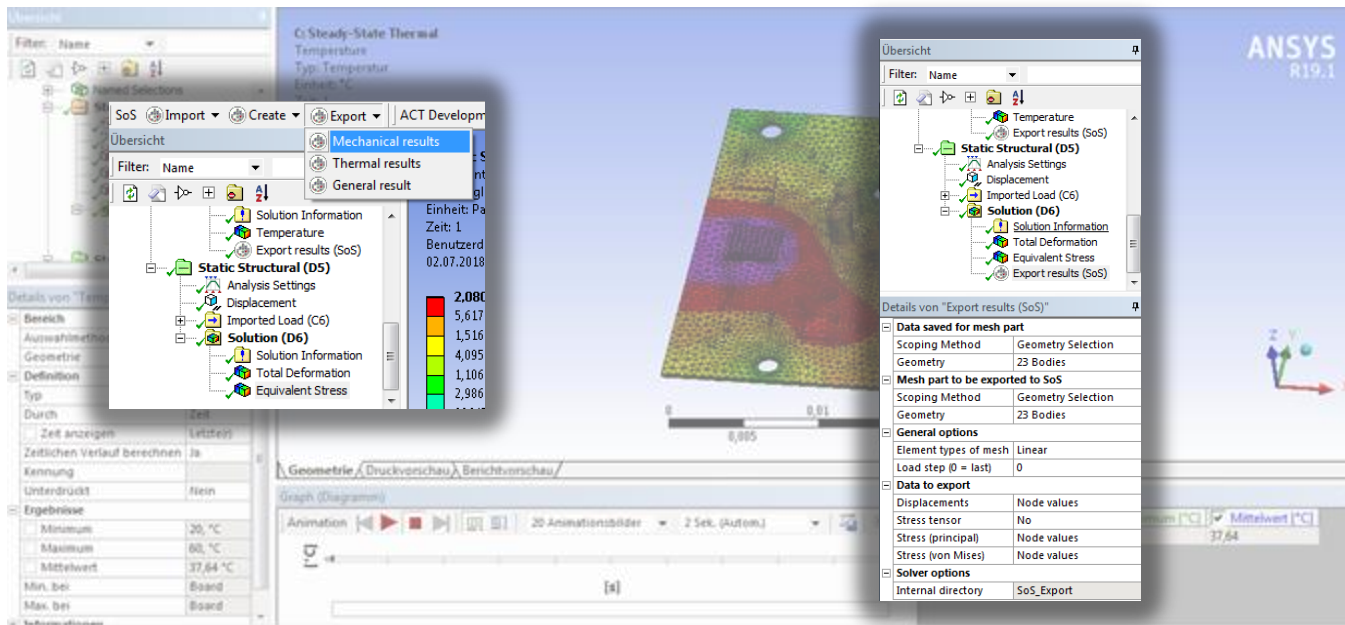 Übersicht
Filter: Name
Named Selections
Details von "Temp
Bereich
Auswahlmethod
Geometrie
Definition
Typ
Durch Zeit
Zeit anzeigen Letzte(r)
Zeitlichen Verlauf berechnen Ja
Kennung
Unterdrückt Nein
Ergebnisse
Minimum 20, °C
Maximum 60, °C
Mittelwert 37,64 °C
Min. bei Board
Max. bei Board
Informationen
C: Steady-State Thermal
Temperature
Typ: Temperatur
Einheit: °C
SoS Import Create Export ACT Developm
Mechanical results
Thermal results
General result
Übersicht
Filter: Name
Solution Information
Temperature
Export results (SoS)
Static Structural (D5)
Analysis Settings
Displacement
Imported Load (C6)
Solution (D6)
Solution Information
Total Deformation
Equivalent Stress
Einheit: Pa
Zeit: 1
Benutzerd
02.07.2018
2,080
5,617
1,516
4,095
1,106
2,986
0 0,01
0,005
Geometrie Druckvorschau Berichtvorschau
Graph (Diagramm)
Animation 20 Animationsbilder 2 Sek. (Autom.)
[s]
ANSYS
R19.1
Z Y
Übersicht
Filter: Name
Temperature
Export results (SoS)
Static Structural (D5)
Analysis Settings
Displacement
Imported Load (C6)
Solution (D6)
Solution Information
Total Deformation
Equivalent Stress
Export results (SoS)
Details von "Export results (SoS)"
Data saved for mesh part
Scoping Method Geometry Selection
Geometry 23 Bodies
Mesh part to be exported to SoS
Scoping Method Geometry Selection
Geometry 23 Bodies
General options
Element types of mesh Linear
Load step (0 = last) 0
Data to export
Displacements Node values
Stress tensor No
Stress (principal) Node values
Stress (von Mises) Node values
Solver options
Internal directory SoS_Export
mum [°C] Mittelwert [°C]
37,64